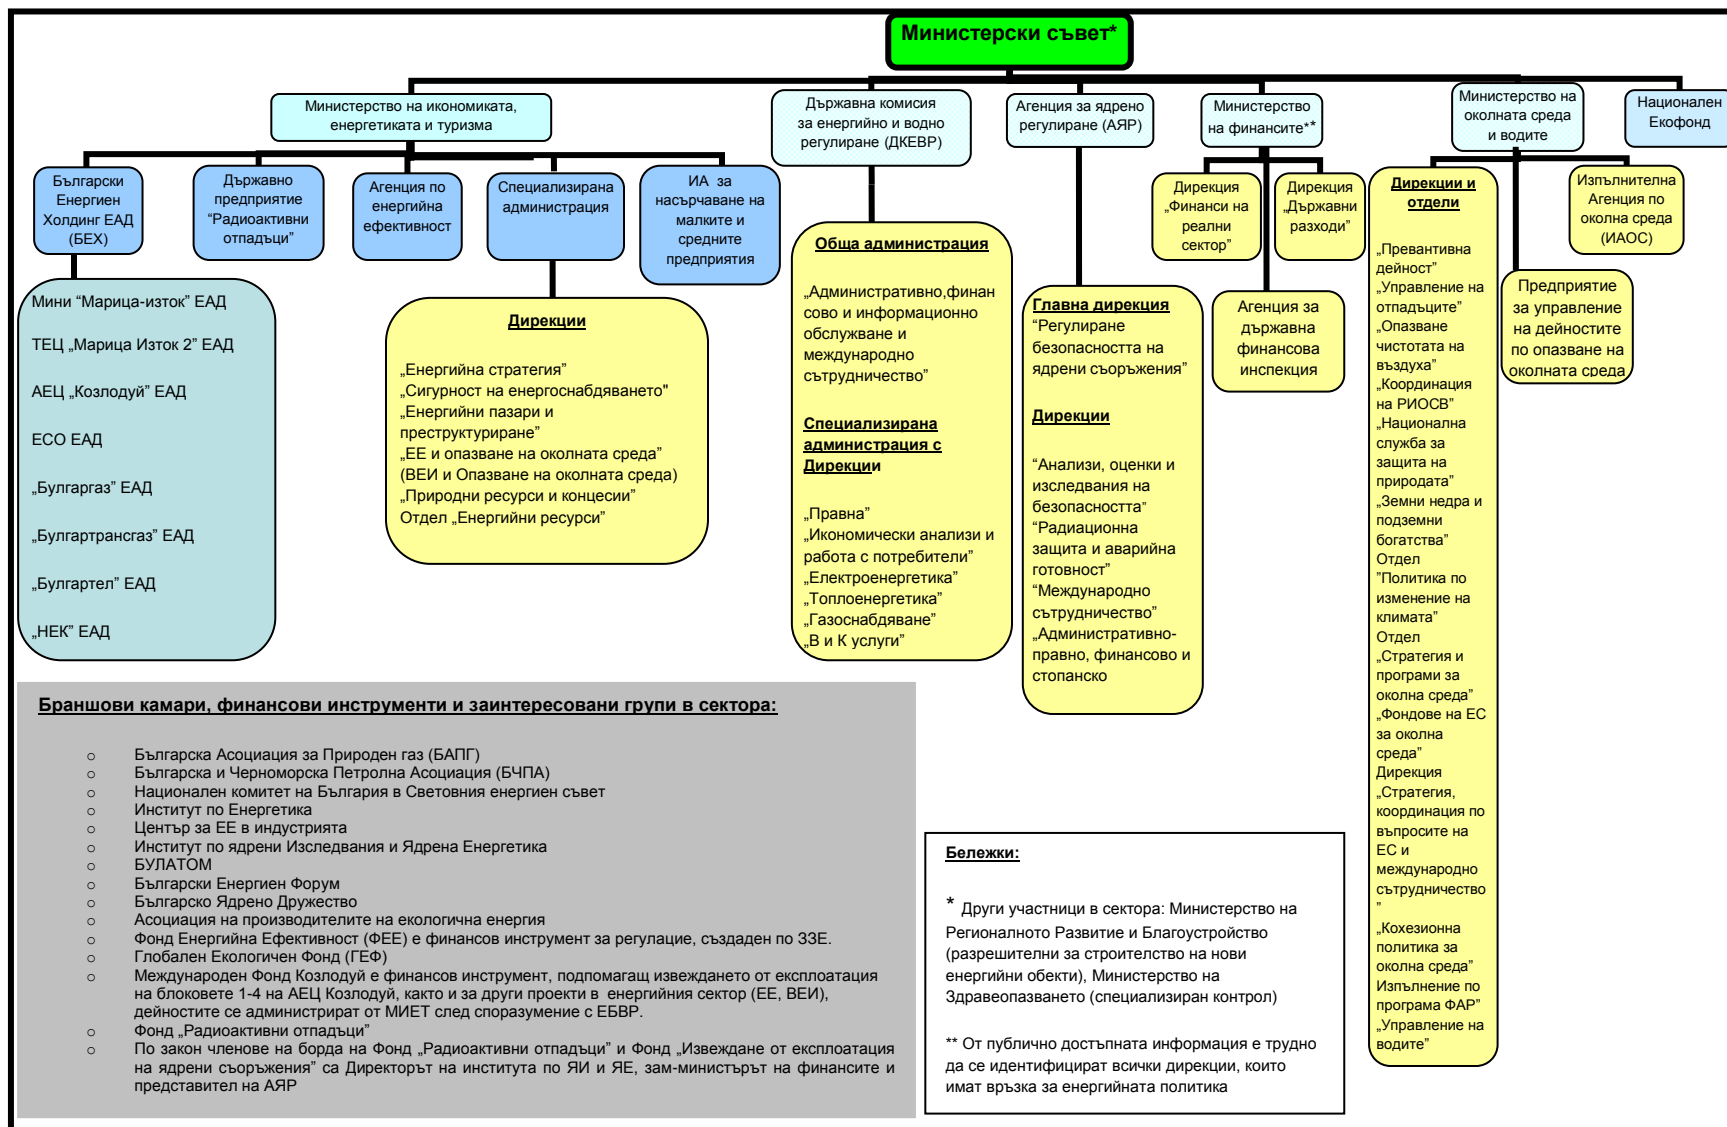 Министерски съвет*
Министерство на икономиката,
енергетиката и туризма
Държавна комисия
за енергийно и водно
регулиране (ДКЕВР)
Агенция за ядрено
регулиране (АЯР)
Министерство
на финансите**
Министерство на
околната среда
и водите
Национален
Екофонд
Български
Енергиен
Холдинг ЕАД
(БЕХ)
Държавно
предприятие
“Радиоактивни
отпадъци”
Агенция по
енергийна
ефективност
Специализирана
администрация
ИА за
насърчаване на
малките и
средните
предприятия
Дирекция
„Финанси на
реални
сектор”
Дирекция
„Държавни
разходи”
Изпълнителна
Агенция по
околна среда
(ИАОС)
Мини “Марица-изток” ЕАД
ТЕЦ „Марица Изток 2” ЕАД
АЕЦ „Козлодуй” ЕАД
ЕСО ЕАД
„Булгаргаз” ЕАД
„Булгартрансгаз” ЕАД
„Булгартел” ЕАД
„НЕК” ЕАД
Дирекции
„Енергийна стратегия”
„Сигурност на енергоснабдяването"
„Енергийни пазари и
преструктуриране”
„ЕЕ и опазване на околната среда”
(ВЕИ и Опазване на околната среда)
„Природни ресурси и концесии”
Отдел „Енергийни ресурси”
Обща администрация
„Административно,финан
сово и информационно
обслужване и
международно
сътрудничество”
Специализирана
администрация с
Дирекции
„Правна”
„Икономически анализи и
работа с потребители”
„Електроенергетика”
„Топлоенергетика”
„Газоснабдяване”
„В и К услуги”
Главна дирекция
“Регулиране
безопасността на
ядрени съоръжения”
Дирекции
“Анализи, оценки и
изследвания на
безопасността”
“Радиационна
защита и аварийна
готовност”
“Международно
сътрудничество”
„Административно-
правно, финансово и
стопанско
Агенция за
държавна
финансова
инспекция
Дирекции и
отдели
„Превантивна
дейност”
“Управление на
отпадъците”
„Опазване
чистотата на
въздуха”
„Координация
на РИОСВ”
„Национална
служба за
защита на
природата”
„Земни недра и
подземни
богатства”
Отдел
”Политика по
изменение на
климата”
Отдел
„Стратегия и
програми за
околна среда”
„Фондове на ЕС
за околна
среда”
Дирекция
„Стратегия,
координация по
въпросите на
ЕС и
международно
сътрудничество
”
„Кохезионна
политика за
околна среда”
Изпълнение по
програма ФАР”
„Управление на
водите”
Предприятие
за управление
на дейностите
по опазване на
околната среда
Браншови камари, финансови инструменти и заинтересовани групи в сектора:
o Българска Асоциация за Природен газ (БАПГ)
o Българска и Черноморска Петролна Асоциация (БЧПА)
o Национален комитет на България в Световния енергиен съвет
o Институт по Енергетика
o Център за ЕЕ в индустрията
o Институт по ядрени Изследвания и Ядрена Енергетика
o БУЛАТОМ
o Български Енергиен Форум
o Българско Ядрено Дружество
o Асоциация на производителите на екологична енергия
o Фонд Енергийна Ефективност (ФЕЕ) е финансов инструмент за регулация, създаден по ЗЗЕ.
o Глобален Екологичен Фонд (ГЕФ)
o Международен Фонд Козлодуй е финансов инструмент, подпомагащ извеждането от експлоатация
на блоковете 1-4 на АЕЦ Козлодуй, както и за други проекти в енергийния сектор (ЕЕ, ВЕИ),
дейностите се администрират от МИЕТ след споразумение с ЕБВР.
o Фонд „Радиоактивни отпадъци”
o По закон членове на борда на Фонд „Радиоактивни отпадъци” и Фонд „Извеждане от експлоатация
на ядрени съоръжения” са Директорът на института по ЯИ и ЯЕ, зам-министърът на финансите и
представител на АЯР
Бележки:
* Други участници в сектора: Министерство на
Регионалното Развитие и Благоустройство
(разрешителни за строителство на нови
енергийни обекти), Министерство на
Здравеопазването (специализиран контрол)
** От публично достъпната информация е трудно
да се идентифицират всички дирекции, които
имат връзка за енергийната политика